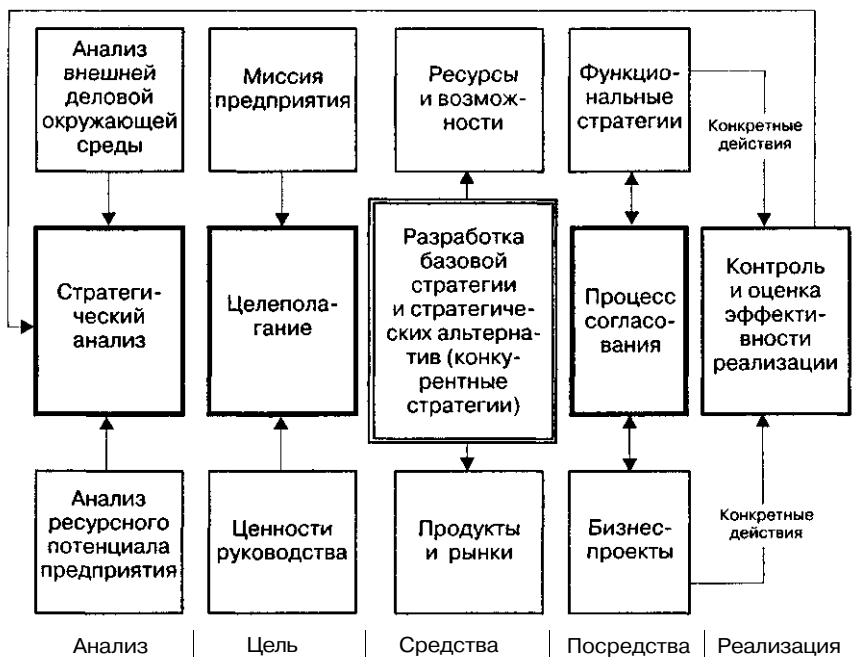 Анализ
внешней
деловой
окружающей
среды
Миссия
предприятия
Ресурсы
и возмож-
ности
Функцио-
нальные
стратегии
Конкретные
действия
Стратеги-
ческий
анализ
Целепола-
гание
Разработка
базовой
стратегии
и стратегиче-
ских альтерна-
тив (конку-
рентные
стратегии)
Процесс
согласо-
вания
Контроль
и оценка
эффекти-
вности
реализации
Анализ
ресурсного
потенциала
предприятия
Ценности
руководства
Продукты
и рынки
Бизнес-
проекты
Конкретные
действия
Анализ
Цель
Средства
Посредства
Реализация